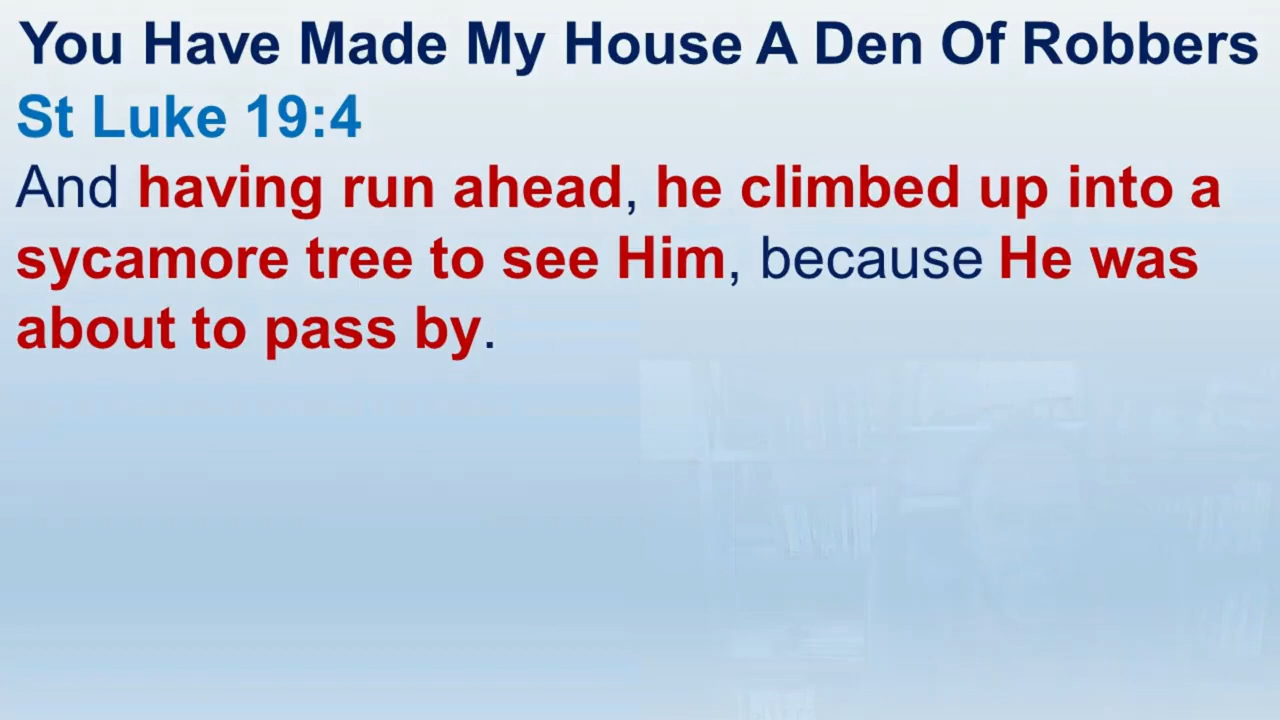 You Have Made My House A Den Of Robbers
St Luke 19:4
And having run ahead, he climbed up into a
sycamore tree to see Him, because He was
about to pass by.